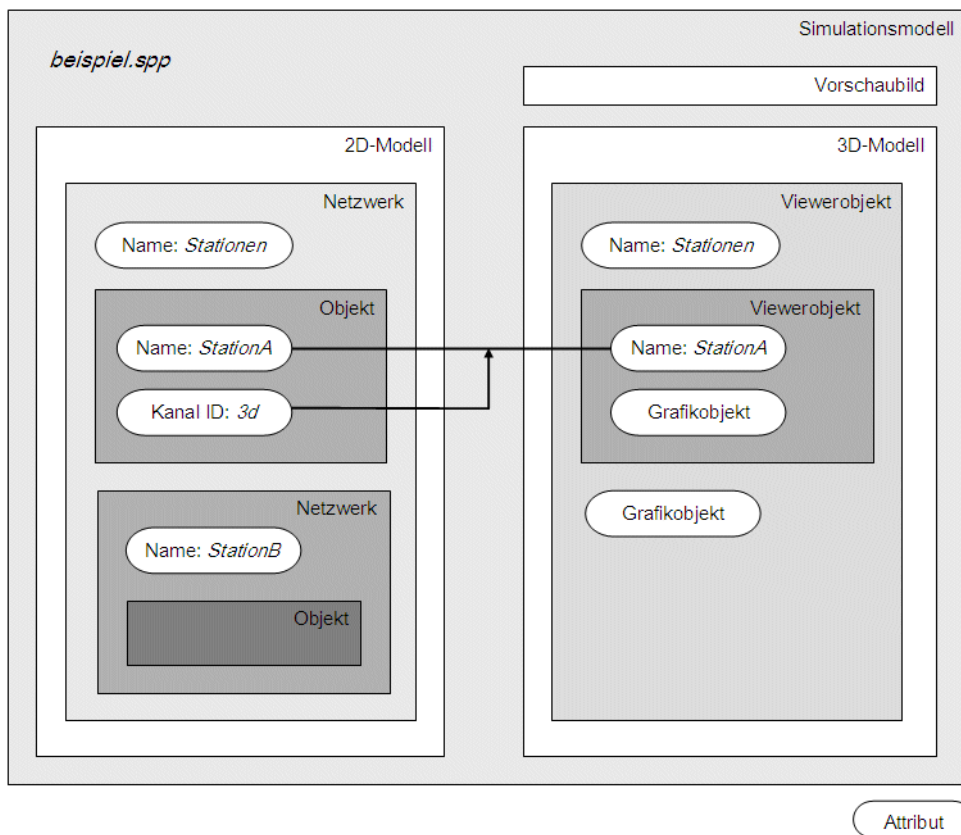 Simulationsmodell
beispiel.spp
Vorschaubild
2D-Modell
Netzwerk
Name: Stationen
Objekt
Name: StationA
Kanal ID: 3d
Netzwerk
Name: StationB
Objekt
3D-Modell
Viewerobjekt
Name: Stationen
Viewerobjekt
Name: StationA
Grafikobjekt
Grafikobjekt
Attribut